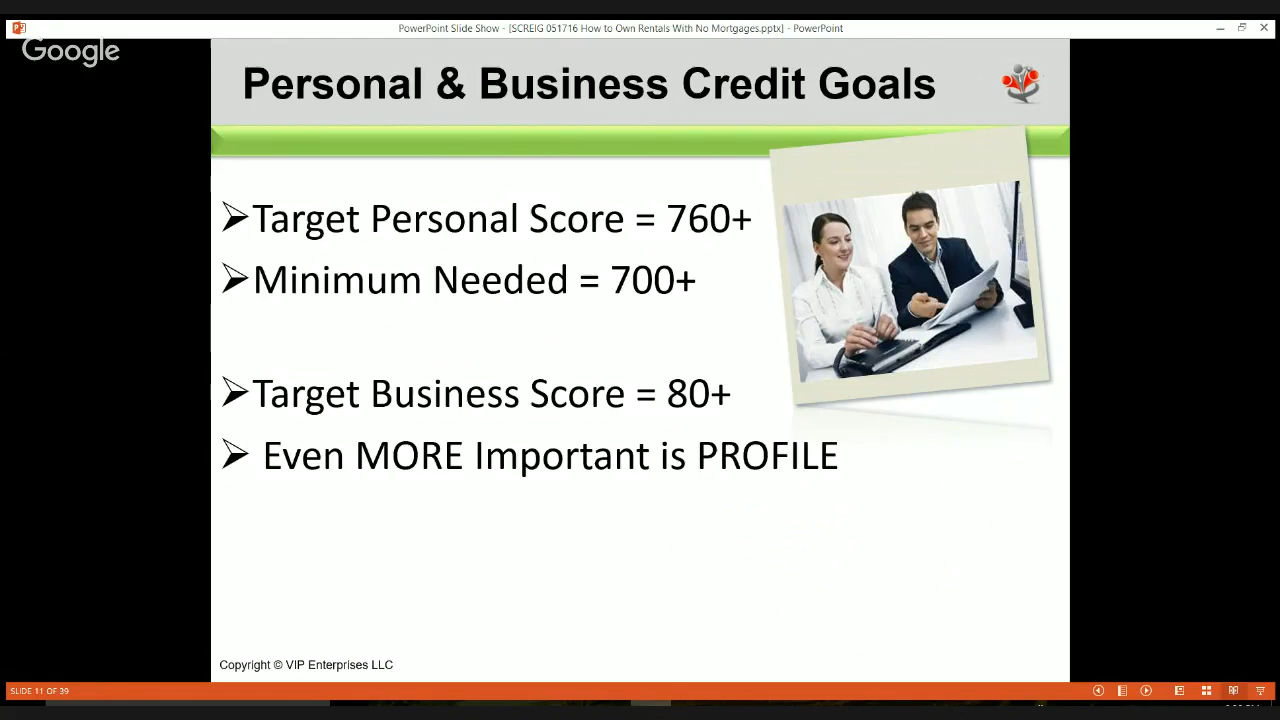 PowerPoint Slide Show - [SCREIG 051716 How to Own Rentals With No Mortgages.pptx] - PowerPoint
Google
Personal & Business Credit Goals
⮚Target Personal Score = 760+
⮚Minimum Needed = 700+
⮚Target Business Score = 80+
⮚ Even MORE Important is PROFILE
Copyright © VIP Enterprises LLC
SLIDE 11 OF 39